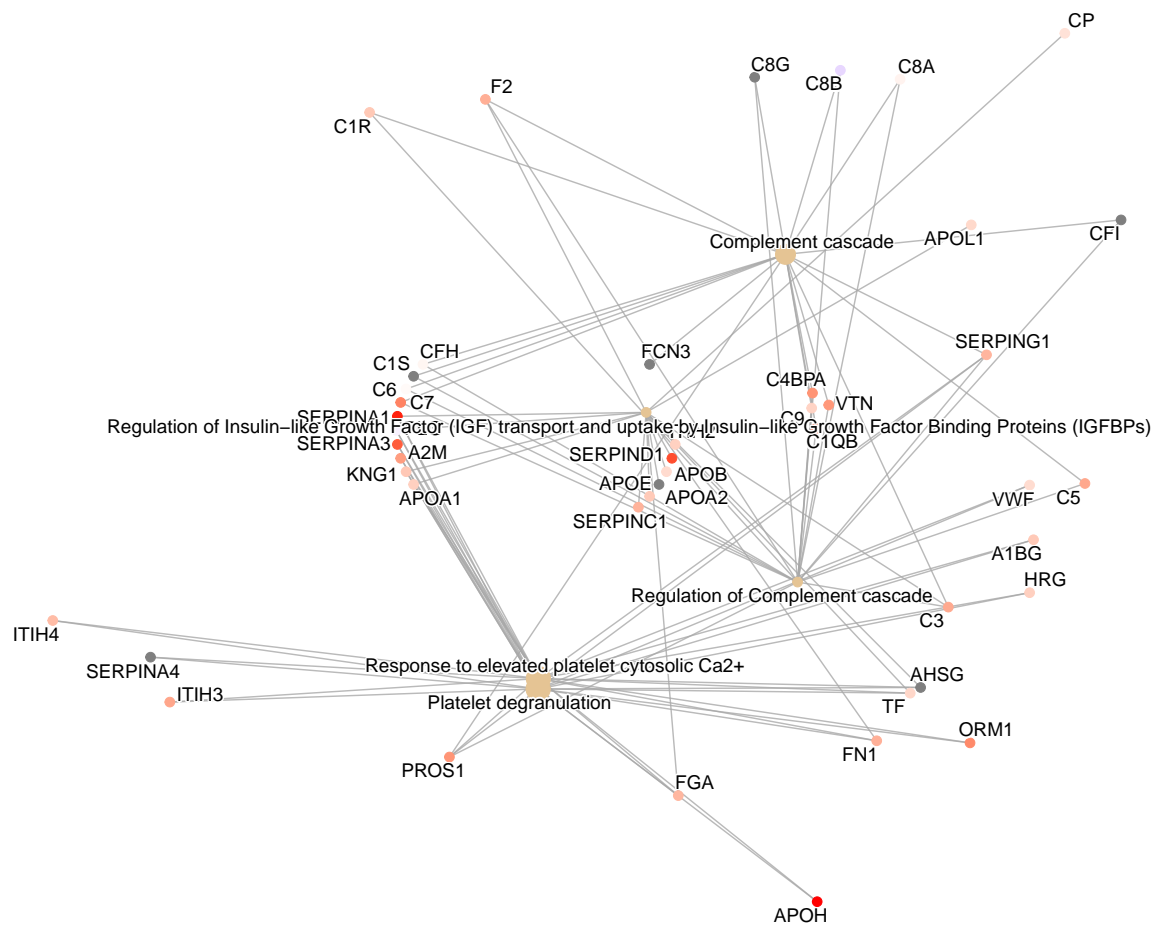 CP
C8G
C8B
C8A
F2
C1R
Complement cascade
APOL1
CFI
FCN3
SERPING1
C1S
CFH
C4BPA
C6
C7
VTN
SERPINA1
C9
Regulation of Insulin−like Growth Factor (IGF) transport and uptake by Insulin−like Growth Factor Binding Proteins (IGFBPs)
C1QB
SERPINA3
A2M
SERPIND1
KNG1
APOB
APOE
APOA2
APOA1
VWF
C5
SERPINC1
A1BG
HRG
Regulation of Complement cascade
C3
ITIH4
SERPINA4
Response to elevated platelet cytosolic Ca2+
AHSG
ITIH3
Platelet degranulation
TF
ORM1
FN1
PROS1
FGA
APOH